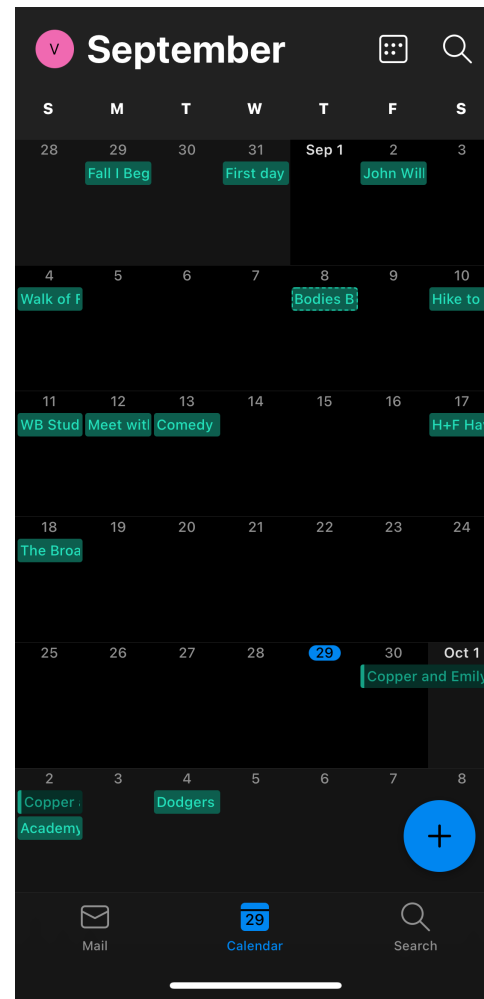 V September
S M T W T F S
28 29 30 31 Sep 1 2 3
Fall I Beg First day John Will
4 5 6 7 8 9 10
Walk of F Bodies B Hike to
11 12 13 14 15 16 17
WB Stud Meet with Comedy H+F Ha
18 19 20 21 22 23 24
The Broa
25 26 27 28 29 30 Oct 1
Copper and Emily
2 3 4 5 6 7 8
Copper Dodgers
Academy
29
Mail Calendar Search